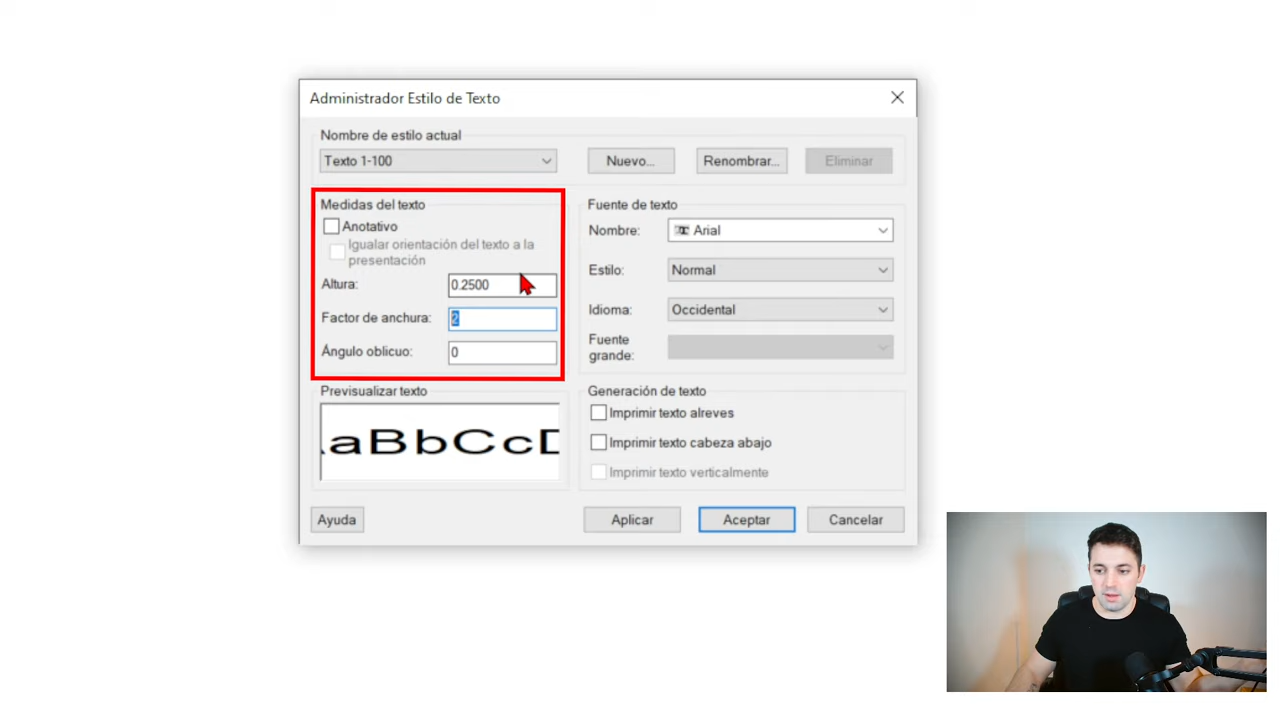 Administrador Estilo de Texto
Nombre de estilo actual
Texto 1-100
Nuevo...
Renombrar...
Eliminar
Medidas del texto
Anotativo
Igualar orientación del texto a la
presentación
Altura:
0.2500
Factor de anchura:
2
Ángulo oblicuo:
0
Fuente de texto
Nombre:
Arial
Estilo:
Normal
Idioma:
Occidental
Fuente
grande:
Previsualizar texto
AaBbCcD
Generación de texto
Imprimir texto alreves
Imprimir texto cabeza abajo
Imprimir texto verticalmente
Ayuda
Aplicar
Aceptar
Cancelar